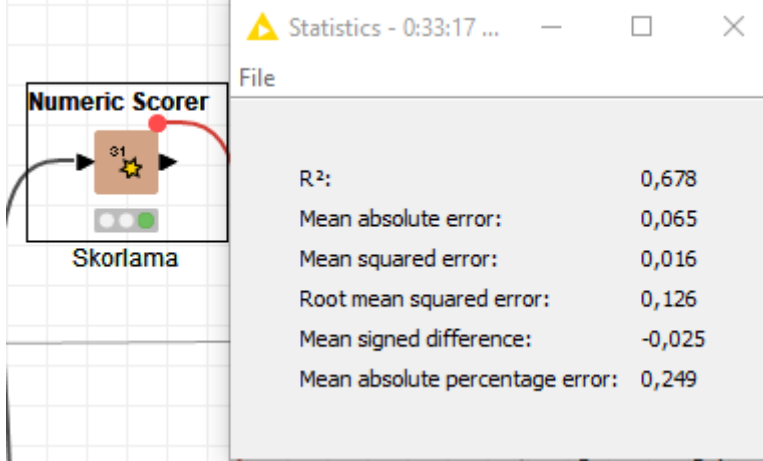 Statistics - 0:33:17 ...
File
Numeric Scorer
Skorlama
R²: 0,678
Mean absolute error: 0,065
Mean squared error: 0,016
Root mean squared error: 0,126
Mean signed difference: -0,025
Mean absolute percentage error: 0,249